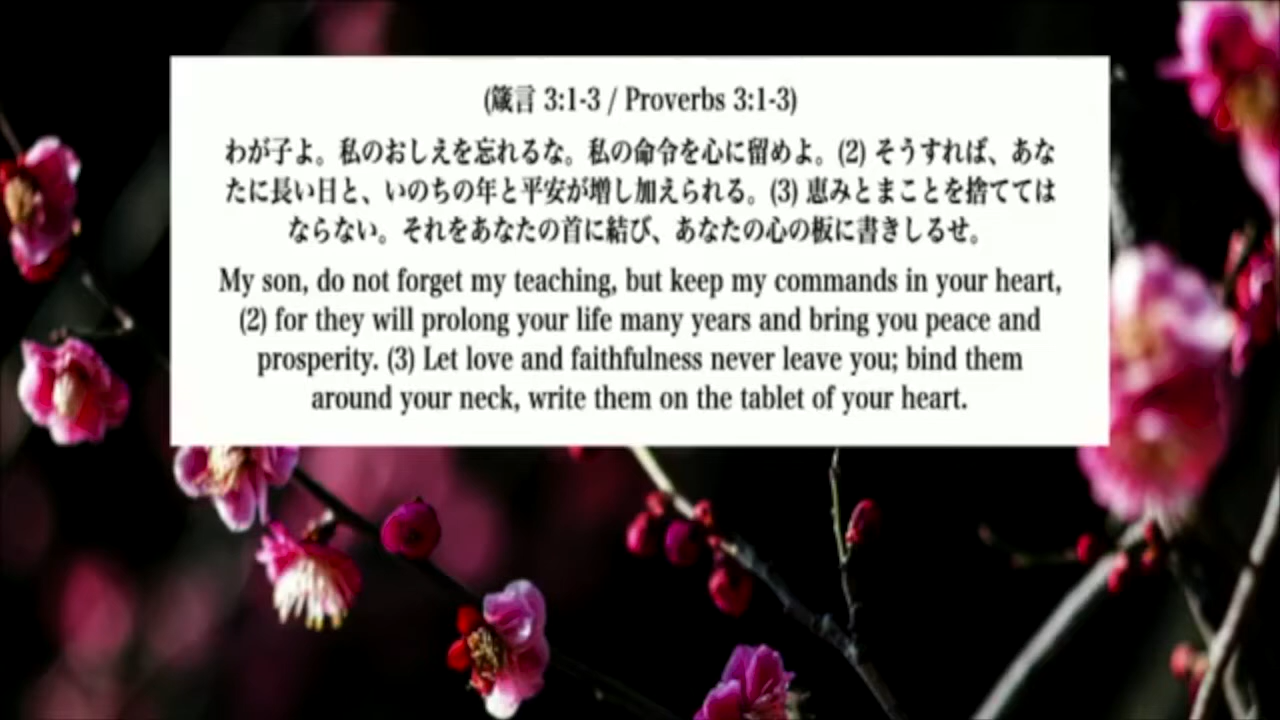 (箴言 3:1-3 / Proverbs 3:1-3)
わが子よ。私のおしえを忘れるな。私の命令を心に留めよ。(2) そうすれば、あな
たに長い日と、いのちの年と平安が増し加えられる。(3) 恵みとまことを捨てては
ならない。それをあなたの首に結び、あなたの心の板に書きしるせ。
My son, do not forget my teaching, but keep my commands in your heart,
(2) for they will prolong your life many years and bring you peace and
prosperity. (3) Let love and faithfulness never leave you; bind them
around your neck, write them on the tablet of your heart.